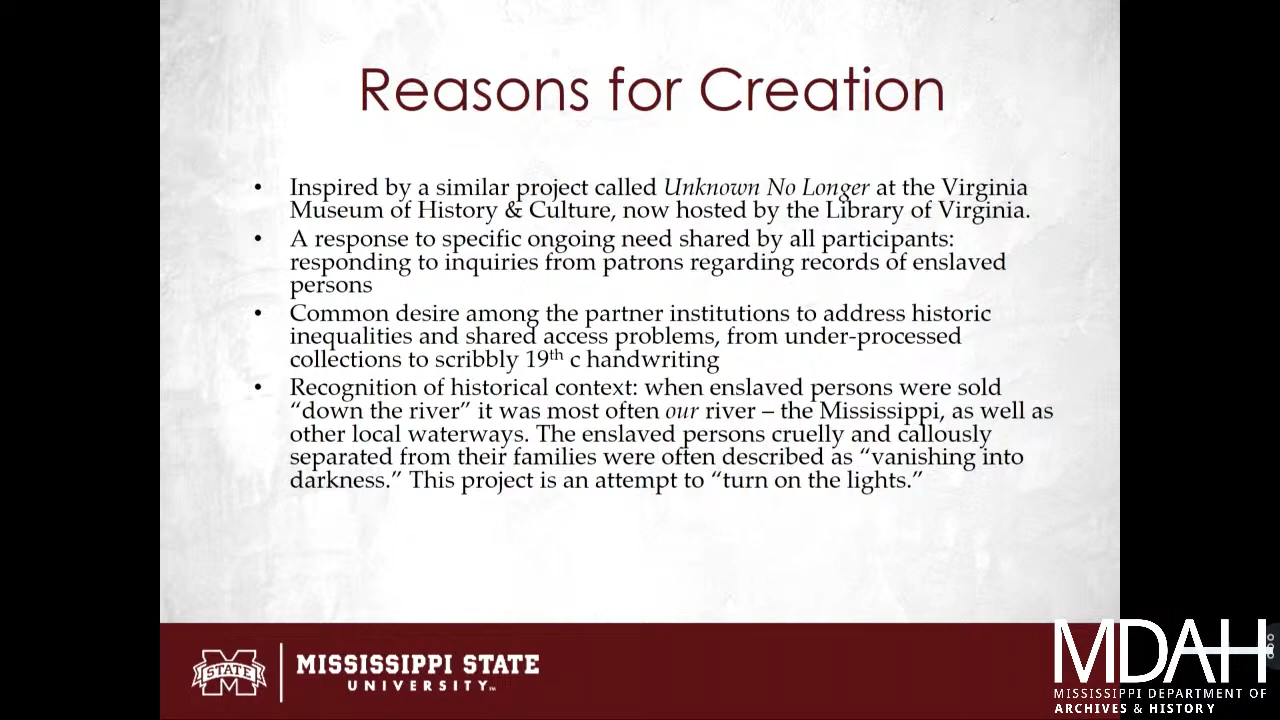 Reasons for Creation
• Inspired by a similar project called Unknown No Longer at the Virginia
Museum of History & Culture, now hosted by the Library of Virginia.
• A response to specific ongoing need shared by all participants:
responding to inquiries from patrons regarding records of enslaved
persons
• Common desire among the partner institutions to address historic
inequalities and shared access problems, from under-processed
collections to scribbly 19th c handwriting
• Recognition of historical context: when enslaved persons were sold
“down the river” it was most often our river – the Mississippi, as well as
other local waterways. The enslaved persons cruelly and callously
separated from their families were often described as “vanishing into
darkness.” This project is an attempt to “turn on the lights.”
STATE
MISSISSIPPI STATE
UNIVERSITY™
MDAH
MISSISSIPPI DEPARTMENT OF
ARCHIVES & HISTORY